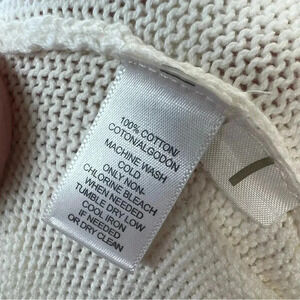 100% COTTON/
COTON/ALGODÓN
MACHINE WASH
COLD
ONLY NON-
CHLORINE BLEACH
WHEN NEEDED
TUMBLE DRY LOW
COOL IRON
IF NEEDED
OR DRY CLEAN